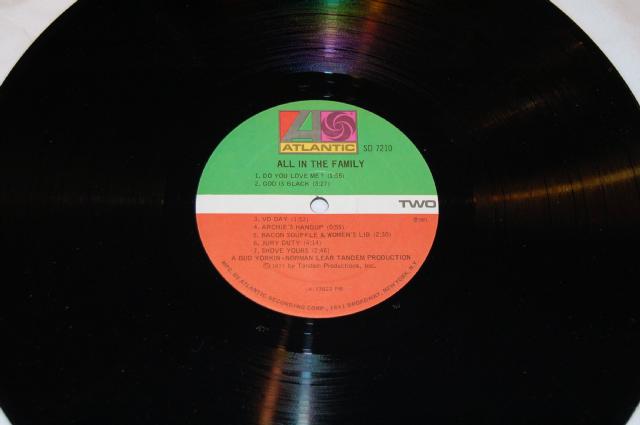 ATLANTIC
SD 7210
ALL IN THE FAMILY
1. DO YOU LOVE ME? (1:55)
2. GOD IS BLACK (3:27)
TWO
3. VD DAY (1:52)
4. ARCHIE'S HANGUP (0:55)
5. BACON SOUFFLE & WOMEN'S LIB (2:50)
6. JURY DUTY (4:14)
7. SHOVE YOURS (2:46)
A BUD YORKIN-NORMAN LEAR TANDEM PRODUCTION
© 1971 by Tandem Productions, Inc.
MFG. BY ATLANTIC RECORDING CORP., 1841 BROADWAY, NEW YORK, N.Y.